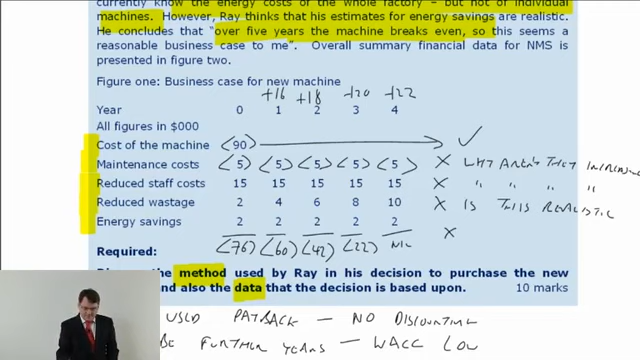 currently know the energy costs of the whole factory – but not of individual
machines. However, Ray thinks that his estimates for energy savings are realistic.
He concludes that "over five years the machine breaks even, so this seems a
reasonable business case to me". Overall summary financial data for NMS is
presented in figure two.
Figure one: Business case for new machine
+16 +18 +20 +22
Year 0 1 2 3 4
All figures in $000
Cost of the machine <90>
Maintenance costs <5> <5> <5> <5> <5> X WHY AREN'T THEY
Reduced staff costs 15 15 15 15 15 X " " " "
Reduced wastage 2 4 6 8 10 X IS THIS REALISTIC
Energy savings 2 2 2 2 2 X
<76> <60> <42> <22> NIL
Required:
the method used by Ray in his decision to purchase the new
and also the data that the decision is based upon. 10 marks
USED PAYBACK – NO DISCOUNTING
BE FURTHER YEARS – WACC LOW